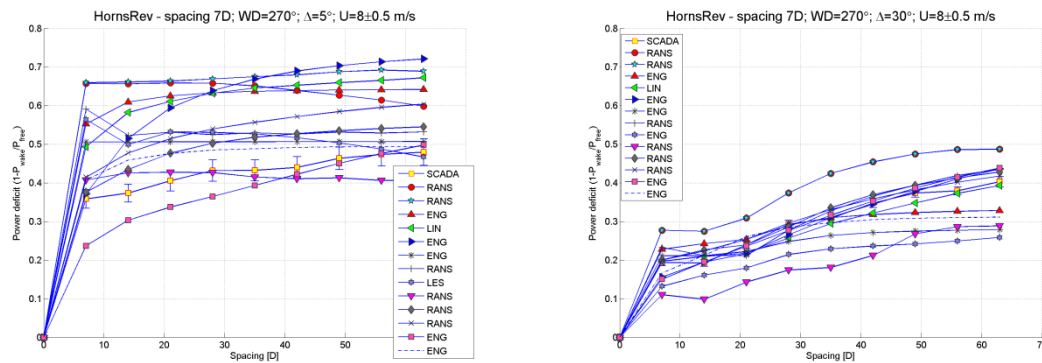 HornsRev - spacing 7D; WD=270°; Δ=5°; U=8±0.5 m/s
0.8
0.7
0.6
0.5
0.4
0.3
0.2
0.1
0
Power deficit (1-Pwake/Pfree)
0
10
20
30
40
50
Spacing [D]
SCADA
RANS
RANS
ENG
LIN
ENG
ENG
RANS
LES
RANS
RANS
RANS
ENG
ENG
HornsRev - spacing 7D; WD=270°; Δ=30°; U=8±0.5 m/s
0.8
0.7
0.6
0.5
0.4
0.3
0.2
0.1
0
Power deficit (1-Pwake/Pfree)
0
10
20
30
40
50
60
70
Spacing [D]
SCADA
RANS
RANS
ENG
LIN
ENG
ENG
RANS
ENG
ENG
RANS
RANS
RANS
ENG
ENG